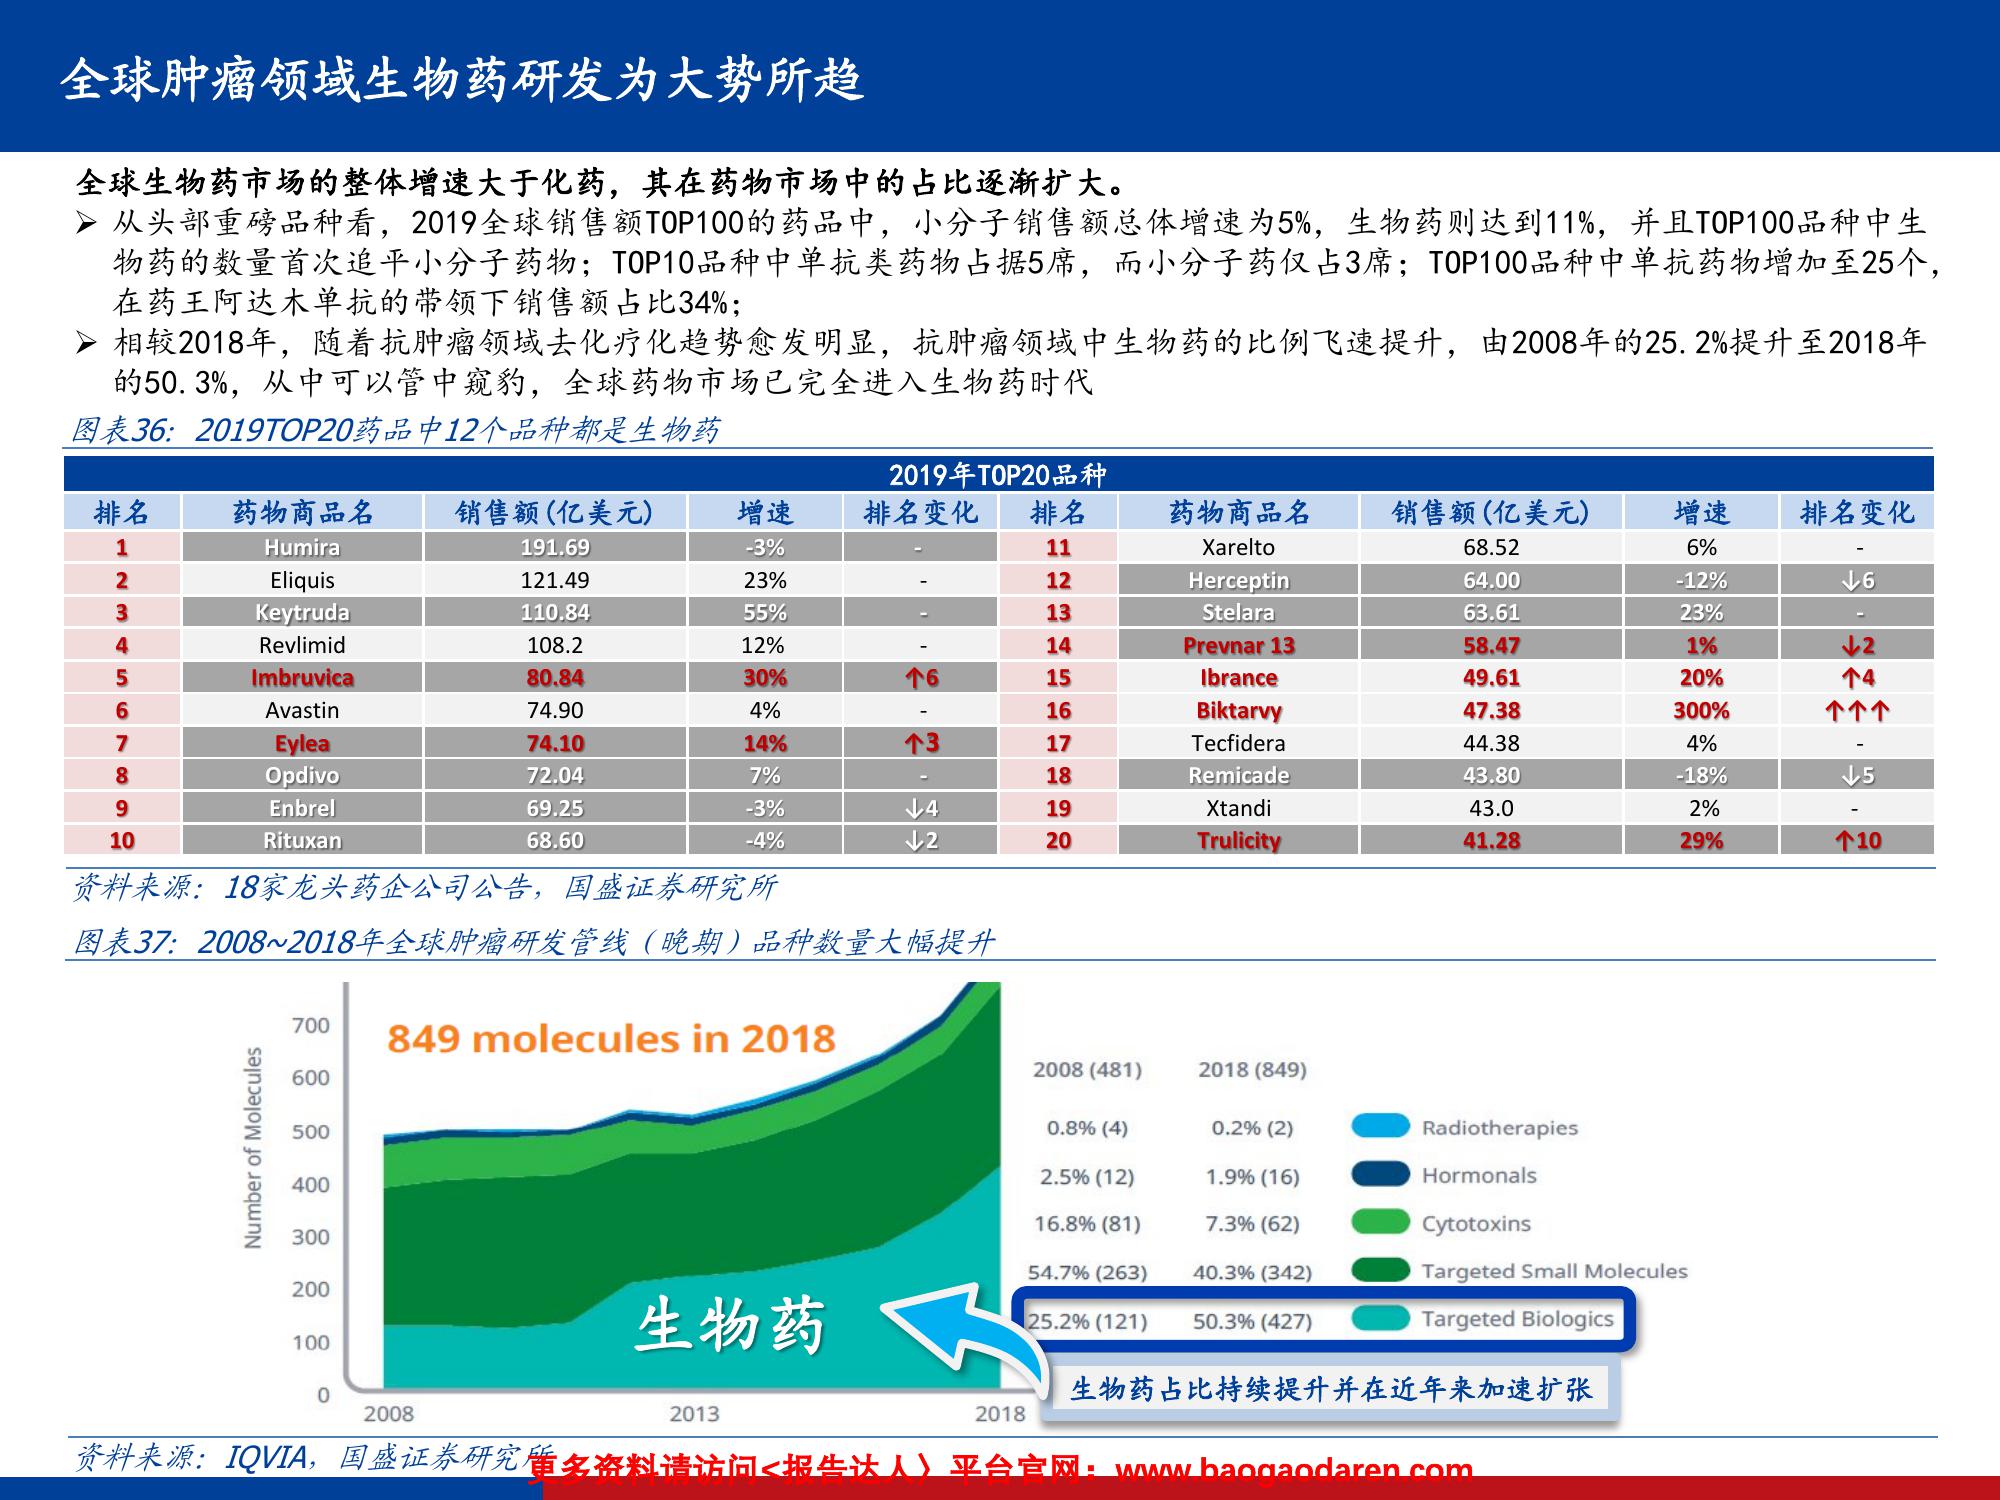 全球肿瘤领域生物药研发为大势所趋
全球生物药市场的整体增速大于化药，其在药物市场中的占比逐渐扩大。
➢ 从头部重磅品种看，2019全球销售额TOP100的药品中，小分子销售额总体增速为5%，生物药则达到11%，并且TOP100品种中生
物药的数量首次追平小分子药物；TOP10品种中单抗类药物占据5席，而小分子药仅占3席；TOP100品种中单抗药物增加至25个，
在药王阿达木单抗的带领下销售额占比34%；
➢ 相较2018年，随着抗肿瘤领域去化疗化趋势愈发明显，抗肿瘤领域中生物药的比例飞速提升，由2008年的25.2%提升至2018年
的50.3%，从中可以管中窥豹，全球药物市场已完全进入生物药时代
图表36：2019TOP20药品中12个品种都是生物药
2019年TOP20品种
排名 药物商品名 销售额(亿美元) 增速 排名变化 排名 药物商品名 销售额(亿美元) 增速 排名变化
1 Humira 191.69 -3% - 11 Xarelto 68.52 6% -
2 Eliquis 121.49 23% - 12 Herceptin 64.00 -12% ↓6
3 Keytruda 110.84 55% - 13 Stelara 63.61 23% -
4 Revlimid 108.2 12% - 14 Prevnar 13 58.47 1% ↓2
5 Imbruvica 80.84 30% ↑6 15 Ibrance 49.61 20% ↑4
6 Avastin 74.90 4% - 16 Biktarvy 47.38 300% ↑↑↑
7 Eylea 74.10 14% ↑3 17 Tecfidera 44.38 4% -
8 Opdivo 72.04 7% - 18 Remicade 43.80 -18% ↓5
9 Enbrel 69.25 -3% ↓4 19 Xtandi 43.0 2% -
10 Rituxan 68.60 -4% ↓2 20 Trulicity 41.28 29% ↑10
资料来源：18家龙头药企公司公告，国盛证券研究所
图表37：2008~2018年全球肿瘤研发管线（晚期）品种数量大幅提升
849 molecules in 2018
Number of Molecules
700
600
500
400
300
200
100
0
2008 2013 2018
生物药
2008 (481) 2018 (849)
0.8% (4) 0.2% (2) Radiotherapies
2.5% (12) 1.9% (16) Hormonals
16.8% (81) 7.3% (62) Cytotoxins
54.7% (263) 40.3% (342) Targeted Small Molecules
25.2% (121) 50.3% (427) Targeted Biologics
生物药占比持续提升并在近年来加速扩张
资料来源：IQVIA，国盛证券研究所
更多资料请访问<报告达人〉平台官网：www.baogaodaren.com